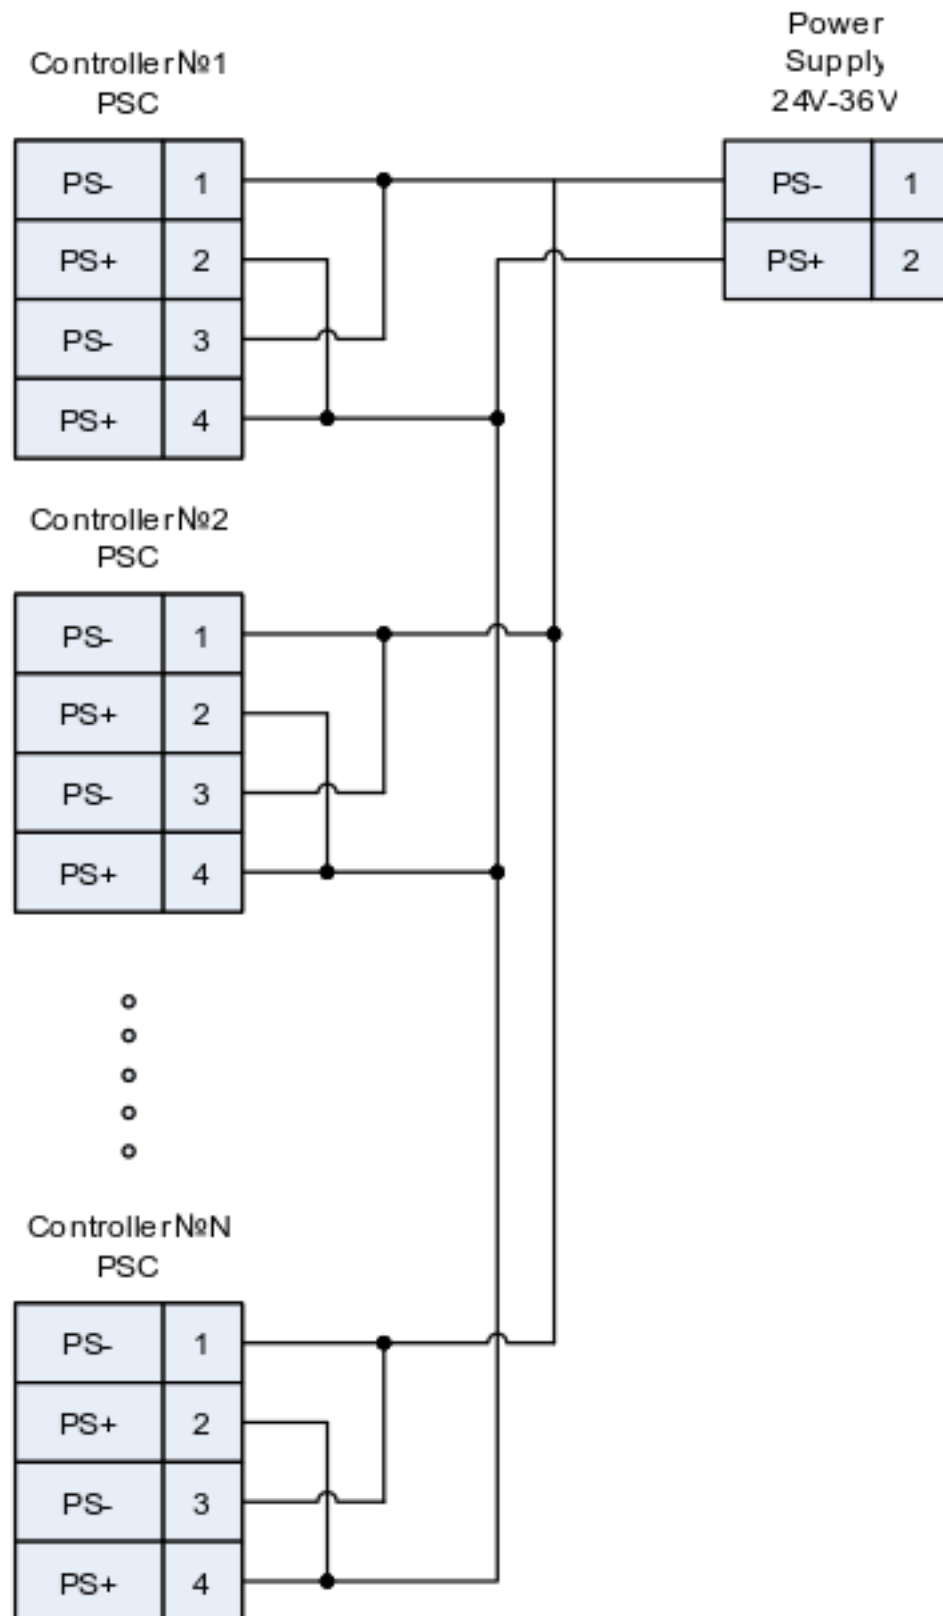 Controller№1
PSC
PS- 1
PS+ 2
PS- 3
PS+ 4
Power
Supply
24V-36V
PS- 1
PS+ 2
Controller№2
PSC
PS- 1
PS+ 2
PS- 3
PS+ 4
Controller№N
PSC
PS- 1
PS+ 2
PS- 3
PS+ 4